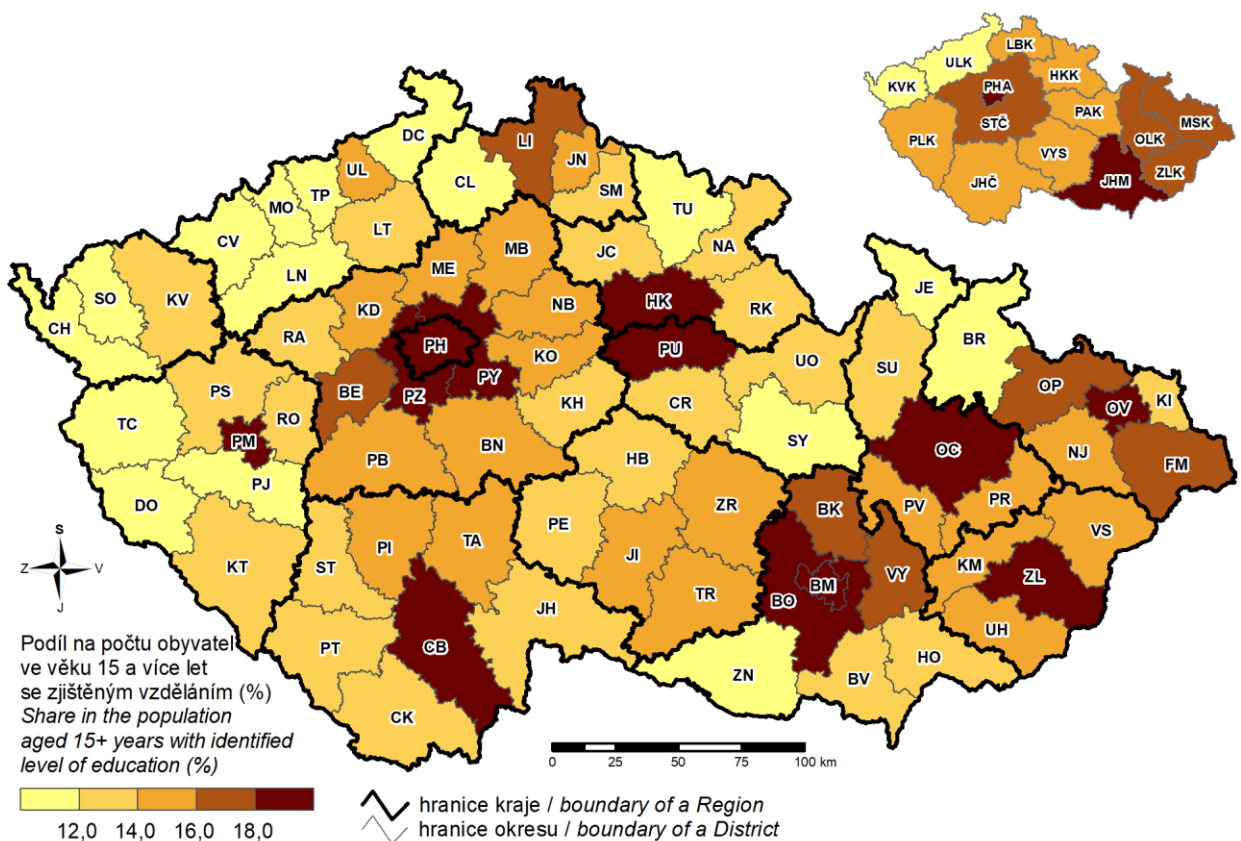 LBK
ULK
HKK
KVK
PHA
PAK
STČ
MSK
OLK
PLK
VYS
ZLK
JHČ
JHM
DC
LI
UL
JN
CL
TP
SM
MO
TU
CV
LT
MB
JC
NA
LN
ME
SO
KV
NB
HK
JE
CH
KD
RK
RA
PH
BR
KO
PU
UO
SU
PS
BE
PZ
PY
OP
RO
KH
CR
OV
KI
TC
PM
SY
BN
OC
PB
HB
NJ
FM
PJ
DO
ZR
BK
PV
PR
PE
VS
PI
TA
JI
KM
KT
ST
VY
ZL
BM
TR
BO
JH
UH
CB
PT
HO
ZN
BV
CK
S
Z V
J
Podíl na počtu obyvatel
ve věku 15 a více let
se zjištěným vzděláním (%)
Share in the population
aged 15+ years with identified
level of education (%)
12,0 14,0 16,0 18,0
0 25 50 75 100 km
hranice kraje / boundary of a Region
hranice okresu / boundary of a District